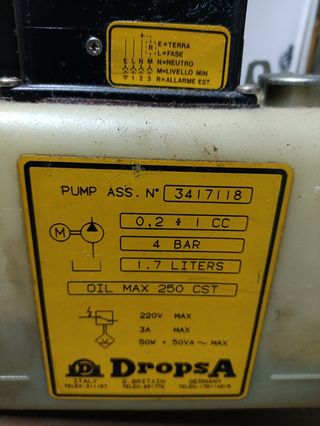 E=TERRA
L=FASE
E L N M N=NEUTRO
M=LIVELLO MIN
1 2 3 R=ALLARME EST.
R
PUMP ASS. N° 3417118
0,2 ÷ 1 CC
M
4 BAR
1.7 LITERS
OIL MAX 250 CST
220V MAX
3A MAX
50W ÷ 50VA ~ MAX
D DROPSA
ITALY G.BRITAIN GERMANY